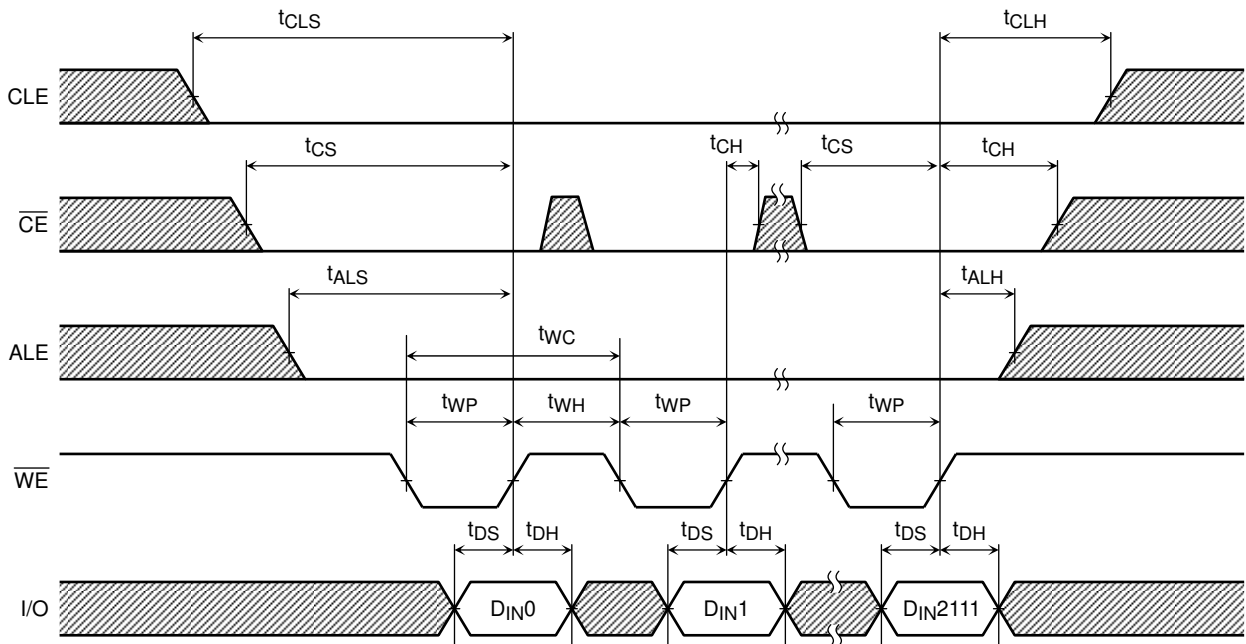 tCLS tCLH
CLE
tCS tCH tCS tCH
CE
tALS tALH
ALE
tWC
tWP tWH tWP tWP
WE
tDS tDH tDS tDH tDS tDH
I/O DIN0 DIN1 DIN2111